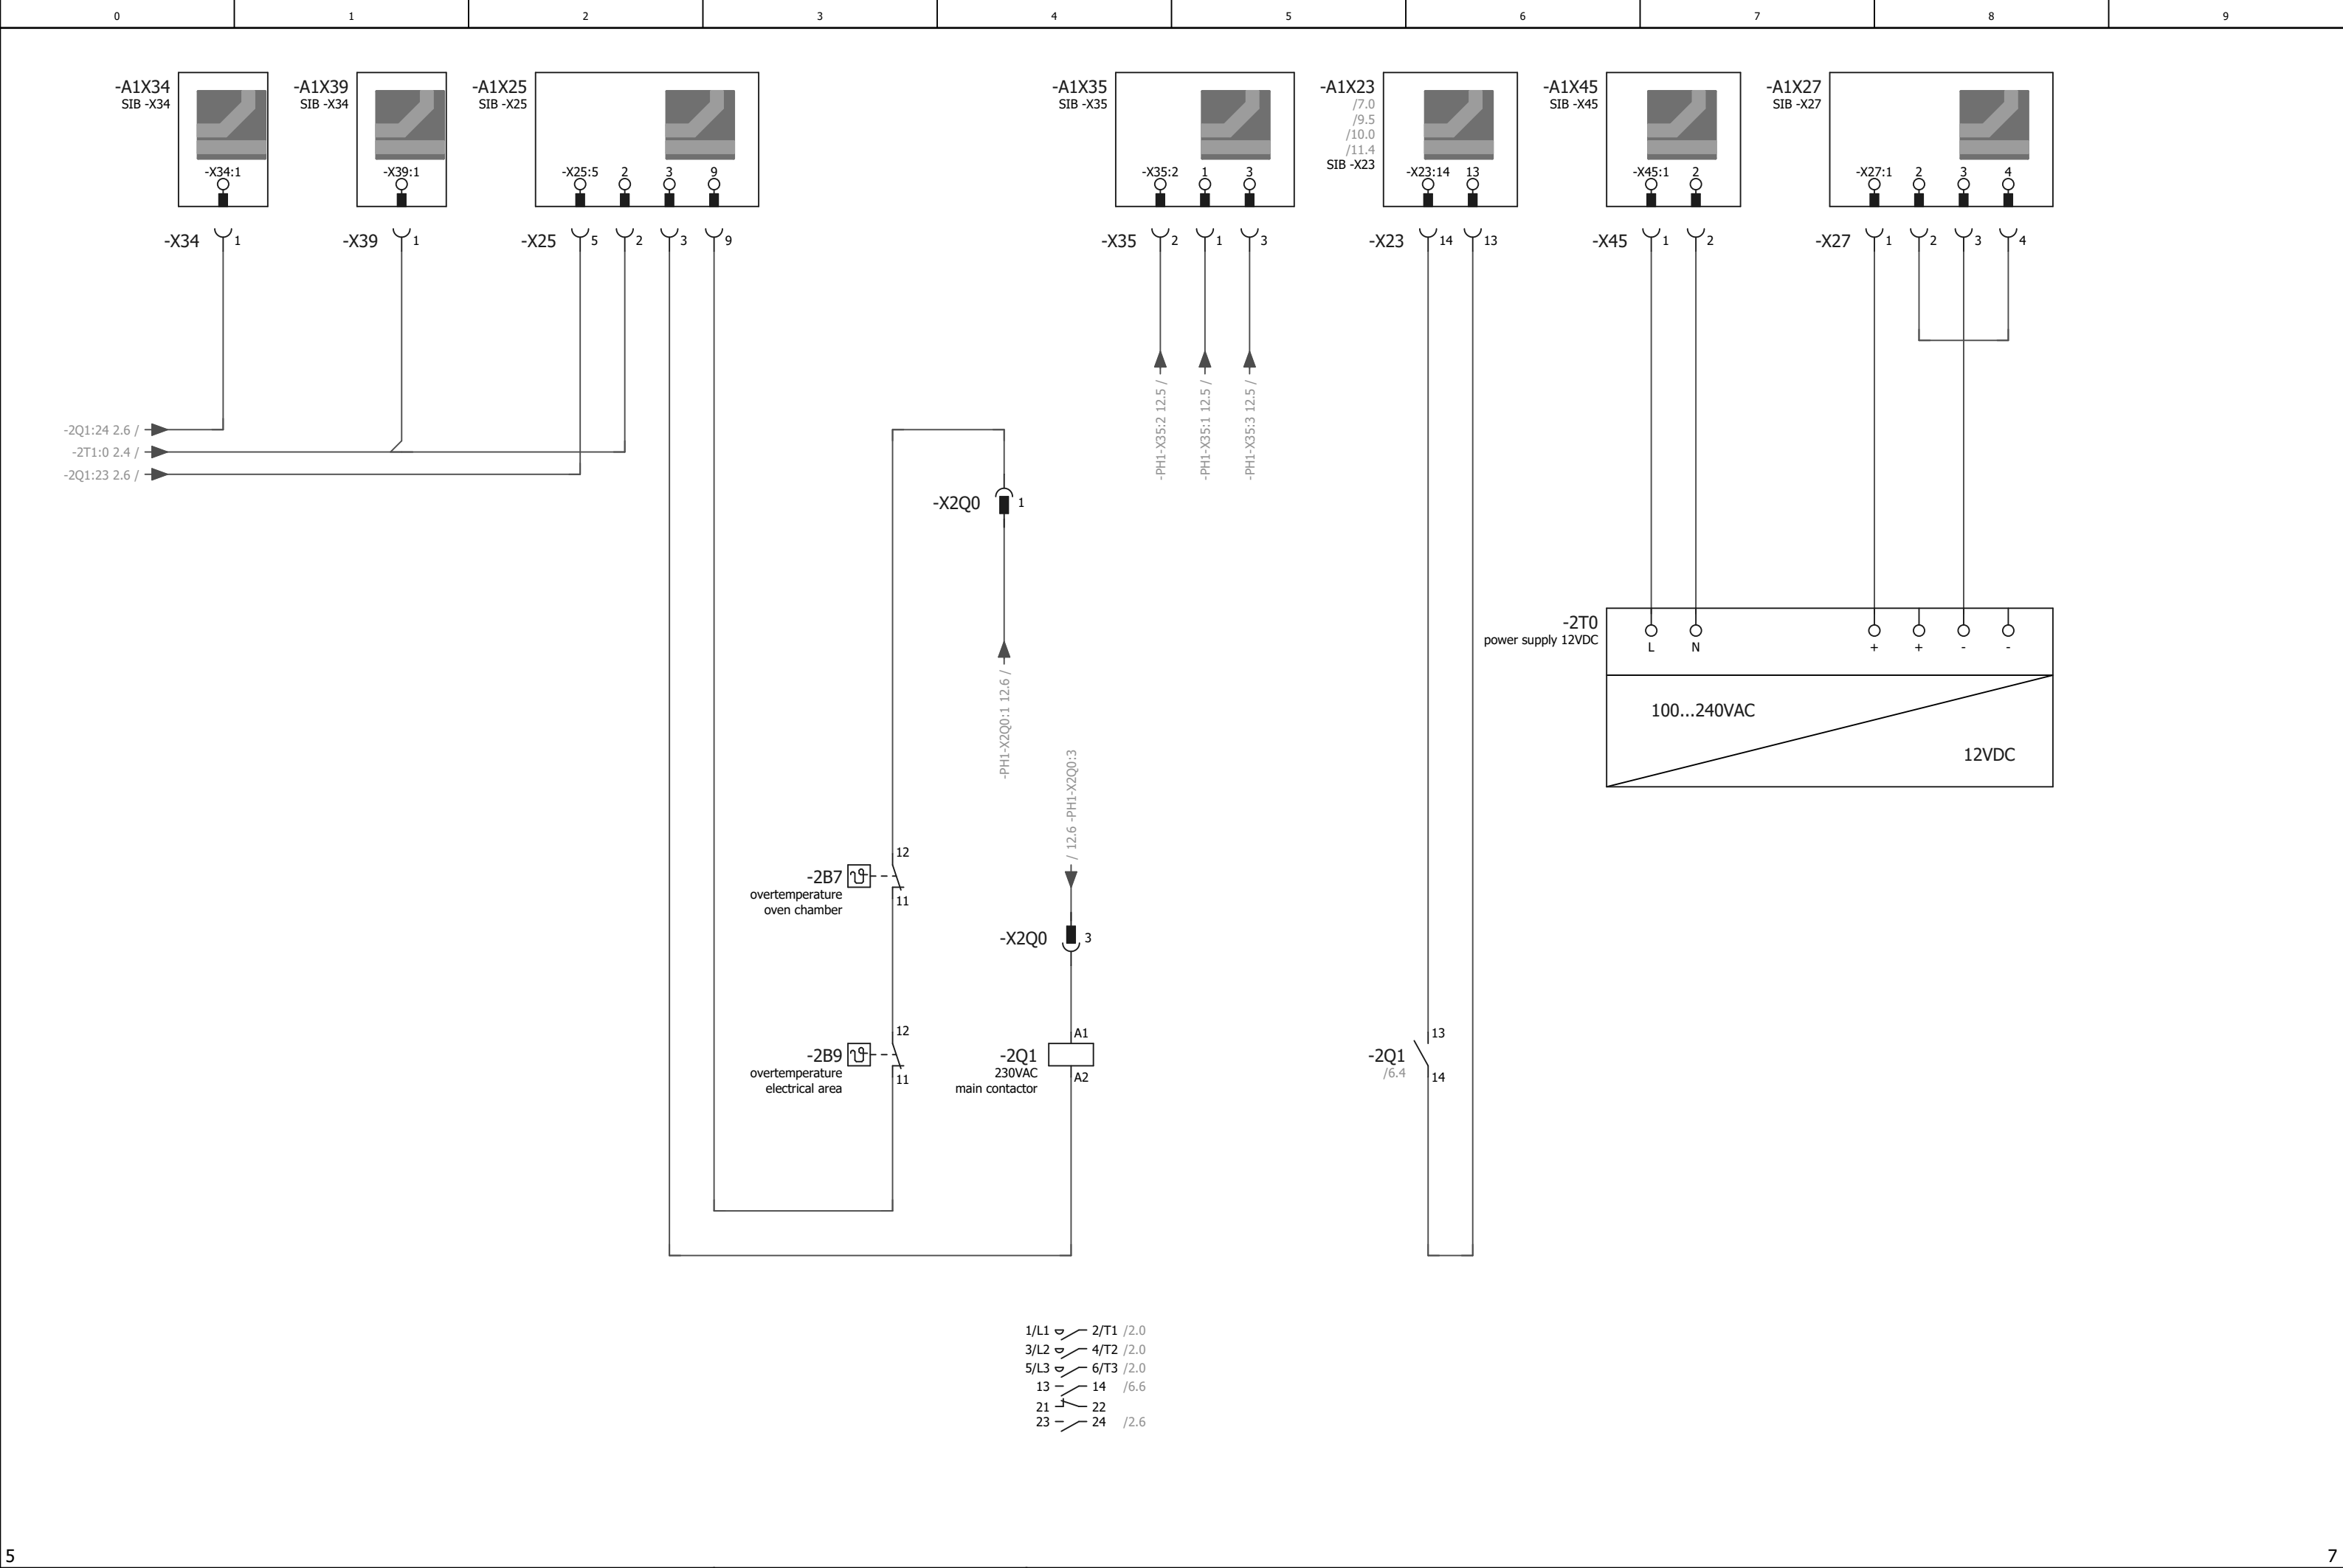 0 1 2 3 4 5 6 7 8 9
-A1X34
SIB -X34
-X34:1
-A1X39
SIB -X34
-X39:1
-A1X25
SIB -X25
-X25:5 2 3 9
-A1X35
SIB -X35
-X35:2 1 3
-A1X23
/7.0
/9.5
/10.0
/11.4
SIB -X23
-X23:14 13
-A1X45
SIB -X45
-X45:1 2
-A1X27
SIB -X27
-X27:1 2 3 4
-X34 1
-X39 1
-X25 5 2 3 9
-X35 2 1 3
-X23 14 13
-X45 1 2
-X27 1 2 3 4
-2Q1:24 2.6 /
-2T1:0 2.4 /
-2Q1:23 2.6 /
-PH1-X35:2 12.5 /
-PH1-X35:1 12.5 /
-PH1-X35:3 12.5 /
-X2Q0 1
-PH1-X2Q0:1 12.6 /
/ 12.6 -PH1-X2Q0:3
-2T0
power supply 12VDC
L N + + - -
100...240VAC
12VDC
12
-2B7
overtemperature
oven chamber
11
-X2Q0 3
12
-2B9
overtemperature
electrical area
11
A1
-2Q1
230VAC
main contactor
A2
13
-2Q1
/6.4
14
1/L1 2/T1 /2.0
3/L2 4/T2 /2.0
5/L3 6/T3 /2.0
13 14 /6.6
21 22
23 24 /2.6
5
7